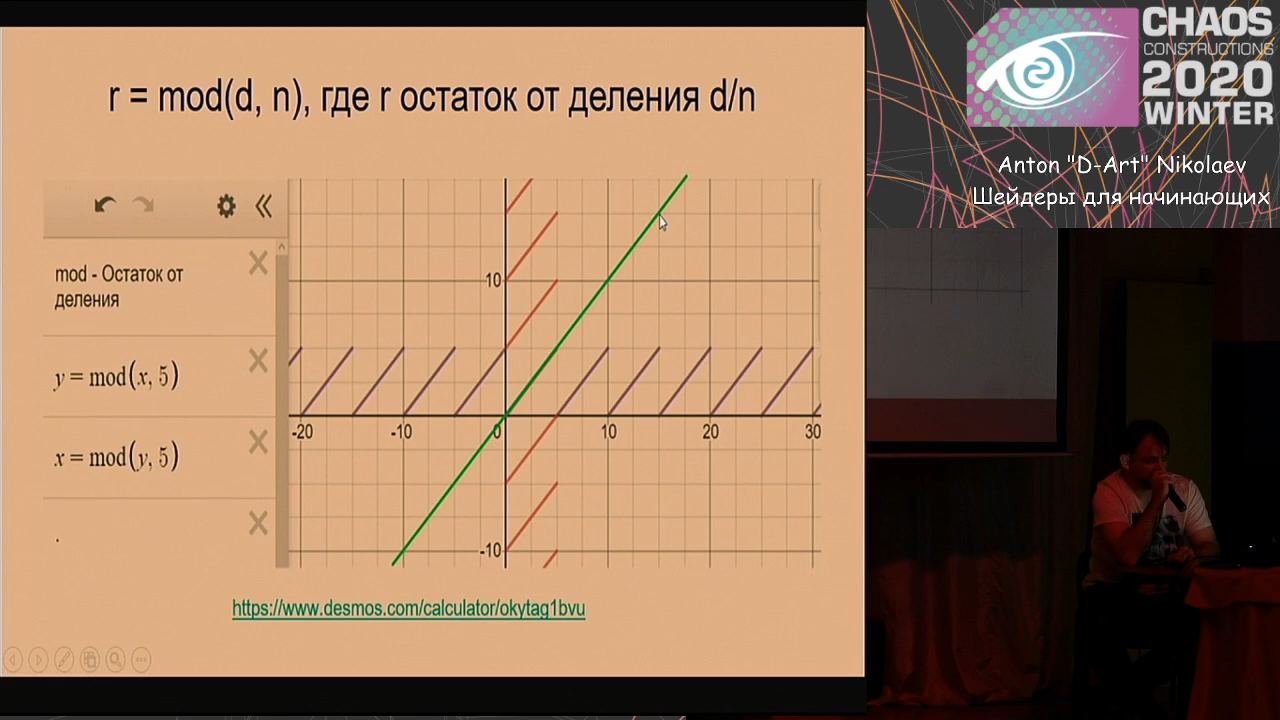 r = mod(d, n), где r остаток от деления d/n
mod - Остаток от
деления
y = mod(x, 5)
x = mod(y, 5)
.
10
-20
-10
0
10
20
30
-10
https://www.desmos.com/calculator/okytag1bvu
CHAOS
CONSTRUCTIONS
2020
WINTER
Anton "D-Art" Nikolaev
Шейдеры для начинающих